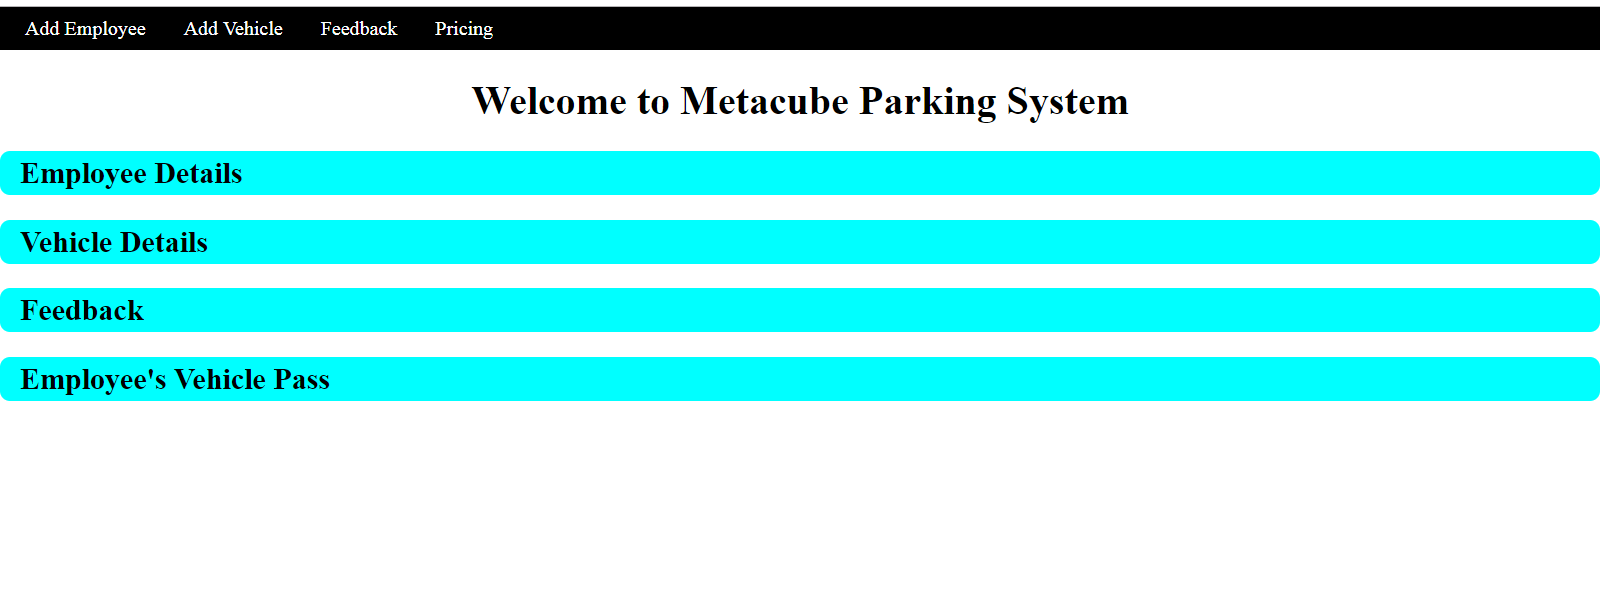 Add Employee Add Vehicle Feedback Pricing
Welcome to Metacube Parking System
Employee Details
Vehicle Details
Feedback
Employee's Vehicle Pass